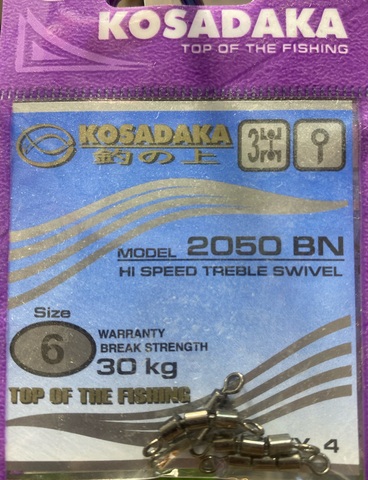 KOSADAKA
TOP OF THE FISHING
KOSADAKA
釣の上
MODEL 2050 BN
HI SPEED TREBLE SWIVEL
Size
6
WARRANTY
BREAK STRENGTH
30 kg
TOP OF THE FISHING
4